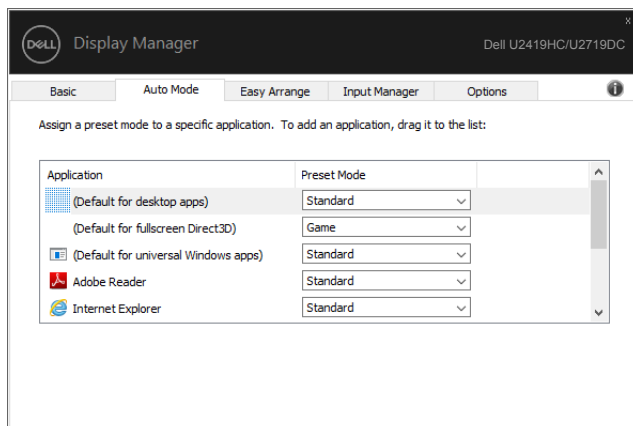 DELL Display Manager
Dell U2419HC/U2719DC
Basic Auto Mode Easy Arrange Input Manager Options
Assign a preset mode to a specific application. To add an application, drag it to the list:
Application Preset Mode
(Default for desktop apps) Standard
(Default for fullscreen Direct3D) Game
(Default for universal Windows apps) Standard
Adobe Reader Standard
Internet Explorer Standard